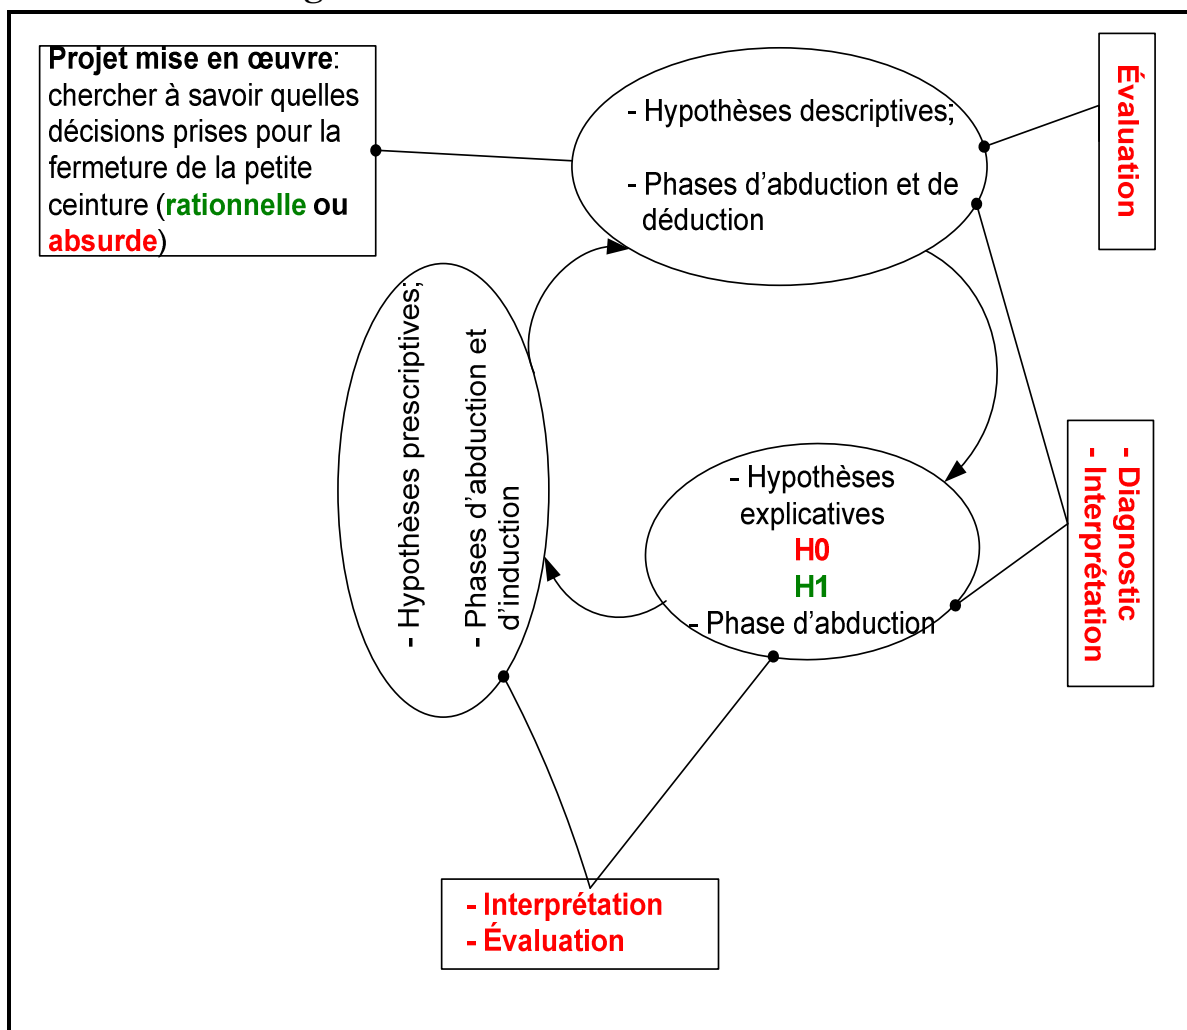 Projet mise en œuvre:
chercher à savoir quelles
décisions prises pour la
fermeture de la petite
ceinture (rationnelle ou
absurde)
- Hypothèses descriptives;
- Phases d’abduction et de
déduction
Évaluation
- Hypothèses prescriptives;
- Phases d’abduction et
d’induction
- Hypothèses
explicatives
H0
H1
- Phase d’abduction
- Diagnostic
- Interprétation
- Interprétation
- Évaluation